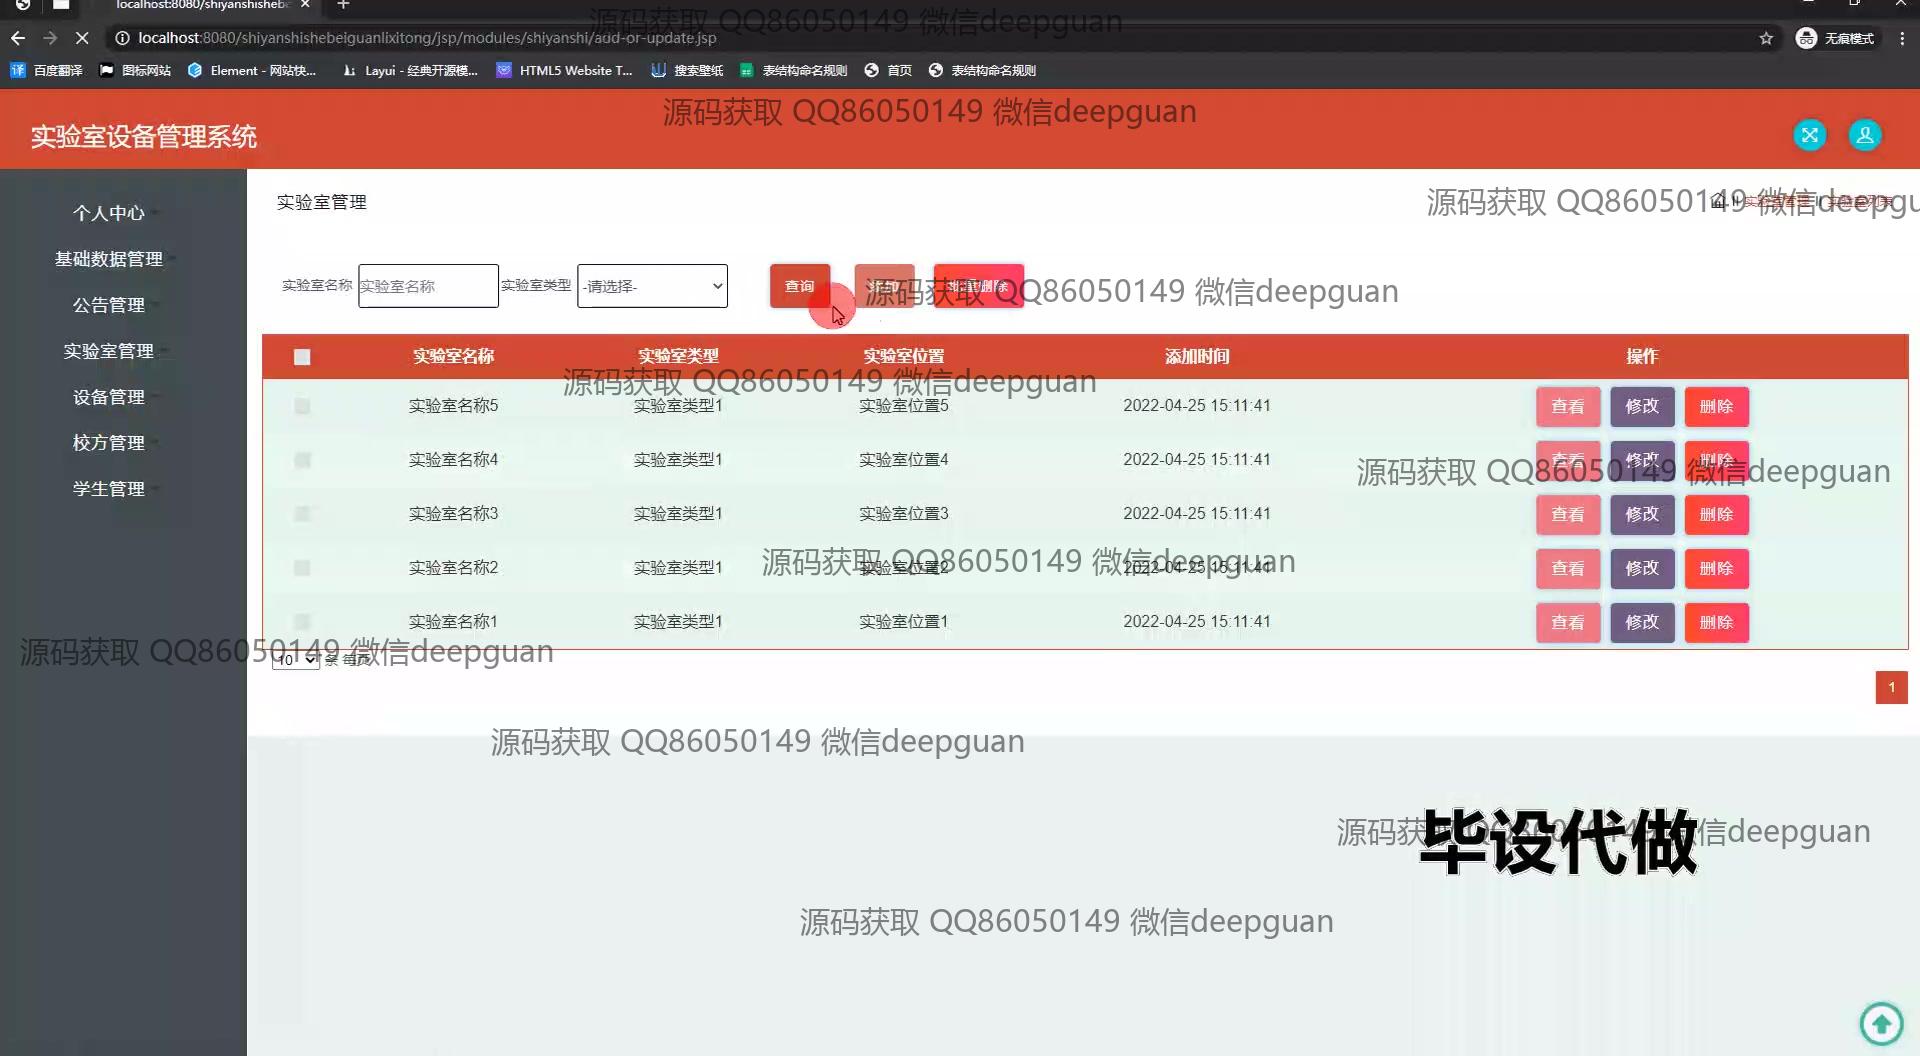 localhost:8080/shiyanshishebe
localhost:8080/shiyanshishebeiguanlixitong/jsp/modules/shiyanshi/add-or-update.jsp
无痕模式
百度翻译 图标网站 Element - 网站快... Layui - 经典开源模... HTML5 Website T... 搜索壁纸 表结构命名规则 首页 表结构命名规则
源码获取 QQ86050149 微信deepguan
源码获取 QQ86050149 微信deepguan
实验室设备管理系统
个人中心
基础数据管理
公告管理
实验室管理
设备管理
校方管理
学生管理
实验室管理
源码获取 QQ86050149 微信deepgu
实验室名称 实验室名称 实验室类型 -请选择- 查询 批量删除
源码获取 QQ86050149 微信deepguan
实验室名称 实验室类型 实验室位置 添加时间 操作
源码获取 QQ86050149 微信deepguan
实验室名称5 实验室类型1 实验室位置5 2022-04-25 15:11:41 查看 修改 删除
实验室名称4 实验室类型1 实验室位置4 2022-04-25 15:11:41 查看 修改 删除
源码获取 QQ86050149 微信deepguan
实验室名称3 实验室类型1 实验室位置3 2022-04-25 15:11:41 查看 修改 删除
实验室名称2 实验室类型1 实验室位置2 2022-04-25 15:11:41 查看 修改 删除
源码获取 QQ86050149 微信deepguan
实验室名称1 实验室类型1 实验室位置1 2022-04-25 15:11:41 查看 修改 删除
源码获取 QQ86050149 微信deepguan
10 条 每页
1
源码获取 QQ86050149 微信deepguan
源码获取 QQ86050149 微信deepguan
毕设代做
源码获取 QQ86050149 微信deepguan